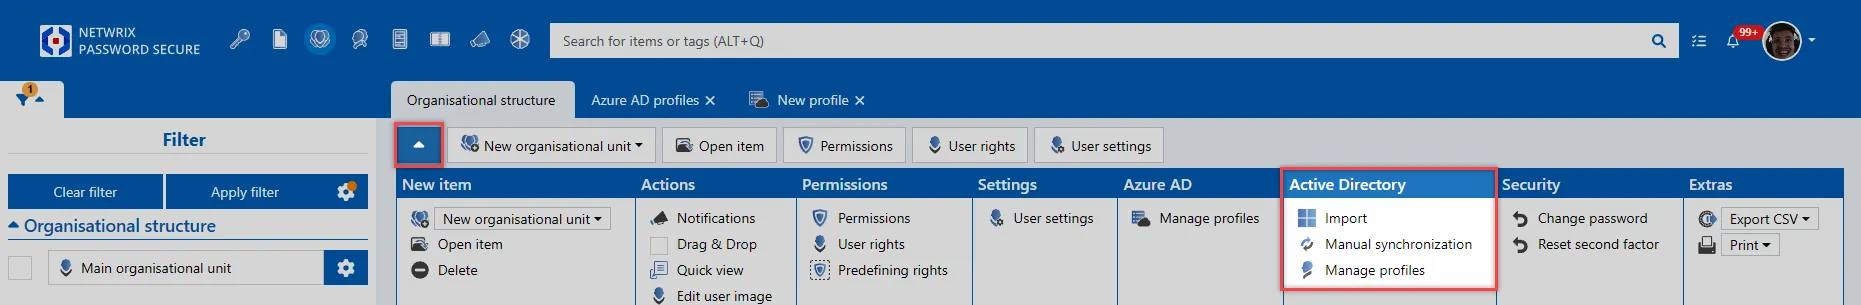 NETWRIX
PASSWORD SECURE
Search for items or tags (ALT+Q)
99+
1
Organisational structure
Azure AD profiles
New profile
Filter
Clear filter
Apply filter
Organisational structure
Main organisational unit
New organisational unit
Open item
Permissions
User rights
User settings
New item
New organisational unit
Open item
Delete
Actions
Notifications
Drag & Drop
Quick view
Edit user image
Permissions
Permissions
User rights
Predefining rights
Settings
User settings
Azure AD
Manage profiles
Active Directory
Import
Manual synchronization
Manage profiles
Security
Change password
Reset second factor
Extras
Export CSV
Print